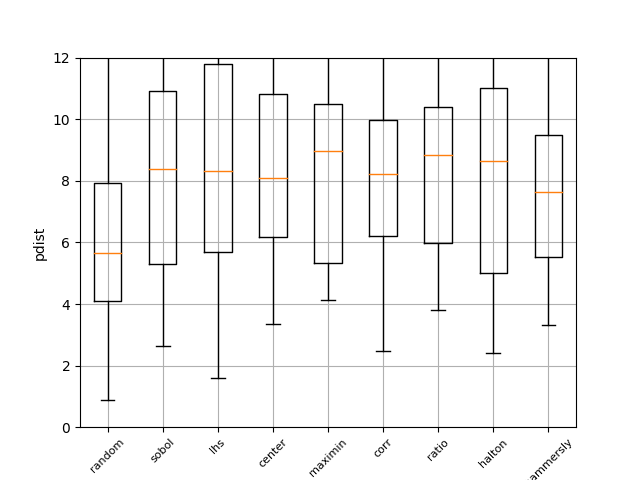 12
10
8
6
4
2
0
pdist
random
sobol
lhs
center
maximin
corr
ratio
halton
ammersly